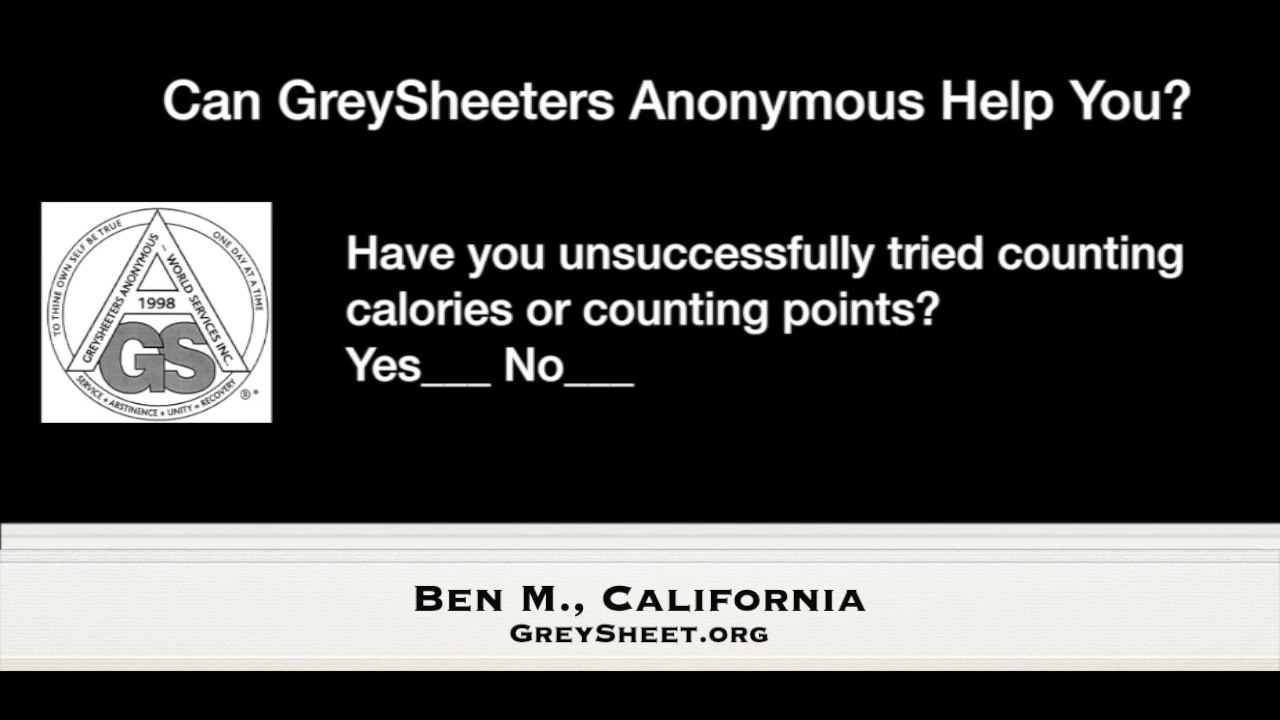 Can GreySheeters Anonymous Help You?
TO THINE OWN SELF BE TRUE
ONE DAY AT A TIME
GREYSHEETERS ANONYMOUS – WORLD SERVICES INC.
1998
GS
SERVICE + ABSTINENCE + UNITY = RECOVERY
®*
Have you unsuccessfully tried counting
calories or counting points?
Yes___ No___
BEN M., CALIFORNIA
GREYSHEET.ORG